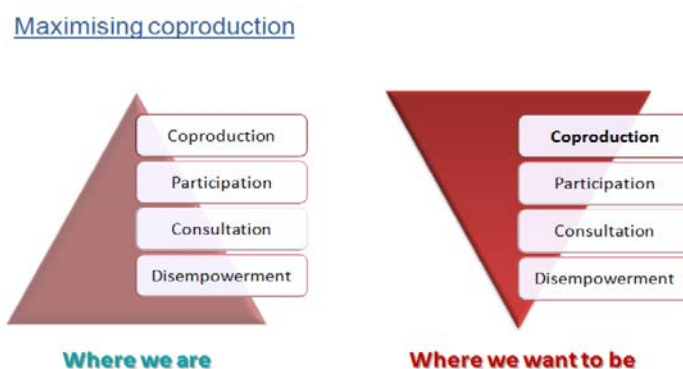 Maximising coproduction
Coproduction
Participation
Consultation
Disempowerment
Where we are
Coproduction
Participation
Consultation
Disempowerment
Where we want to be